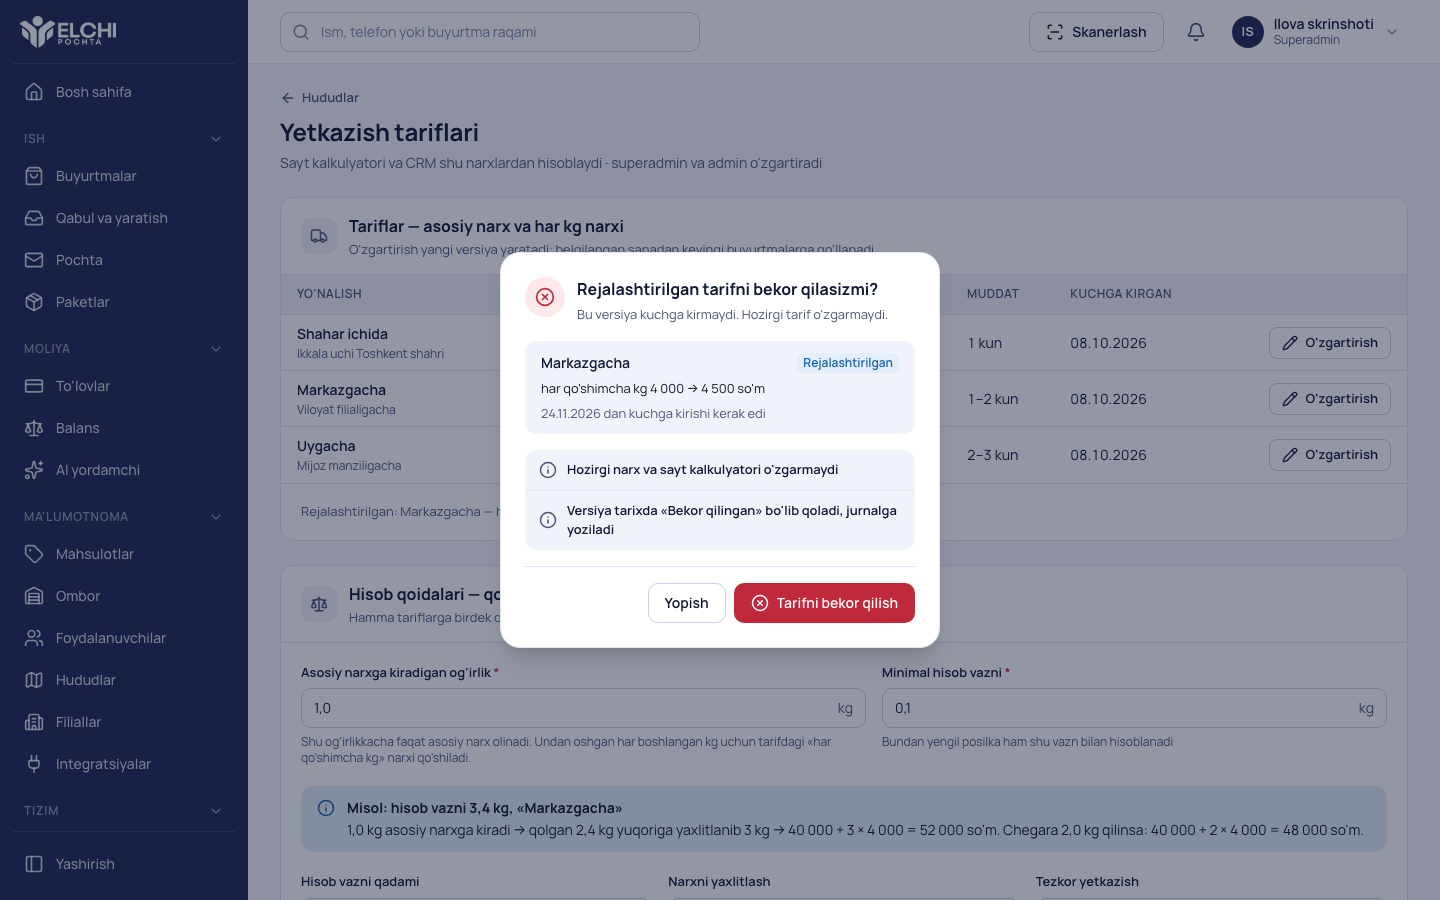 ELCHI
POCHTA
Bosh sahifa
ISH
Buyurtmalar
Qabul va yaratish
Pochta
Paketlar
MOLIYA
To'lovlar
Balans
AI yordamchi
MA'LUMOTNOMA
Mahsulotlar
Ombor
Foydalanuvchilar
Hududlar
Filiallar
Integratsiyalar
TIZIM
Yashirish
Ism, telefon yoki buyurtma raqami
Skanerlash
IS
Ilova skrinshoti
Superadmin
Hududlar
Yetkazish tariflari
Sayt kalkulyatori va CRM shu narxlardan hisoblaydi · superadmin va admin o'zgartiradi
Tariflar — asosiy narx va har kg narxi
O'zgartirish yangi versiya yaratadi; belgilangan sanadan keyingi buyurtmalarga qo'llanadi
YO'NALISH
MUDDAT
KUCHGA KIRGAN
Shahar ichida
Ikkala uchi Toshkent shahri
1 kun
08.10.2026
O'zgartirish
Markazgacha
Viloyat filialigacha
1–2 kun
08.10.2026
O'zgartirish
Uygacha
Mijoz manziligacha
2–3 kun
08.10.2026
O'zgartirish
Rejalashtirilgan: Markazgacha —
Rejalashtirilgan tarifni bekor qilasizmi?
Bu versiya kuchga kirmaydi. Hozirgi tarif o'zgarmaydi.
Markazgacha
Rejalashtirilgan
har qo'shimcha kg 4 000 → 4 500 so'm
24.11.2026 dan kuchga kirishi kerak edi
Hozirgi narx va sayt kalkulyatori o'zgarmaydi
Versiya tarixda «Bekor qilingan» bo'lib qoladi, jurnalga
yoziladi
Yopish
Tarifni bekor qilish
Hisob qoidalari —
Hamma tariflarga birdek
Asosiy narxga kiradigan og'irlik *
1,0
kg
Shu og'irlikkacha faqat asosiy narx olinadi. Undan oshgan har boshlangan kg uchun tarifdagi «har
qo'shimcha kg» narxi qo'shiladi.
Minimal hisob vazni *
0,1
kg
Bundan yengil posilka ham shu vazn bilan hisoblanadi
Misol: hisob vazni 3,4 kg, «Markazgacha»
1,0 kg asosiy narxga kiradi → qolgan 2,4 kg yuqoriga yaxlitlanib 3 kg → 40 000 + 3 × 4 000 = 52 000 so'm. Chegara 2,0 kg qilinsa: 40 000 + 2 × 4 000 = 48 000 so'm.
Hisob vazni qadami
Narxni yaxlitlash
Tezkor yetkazish